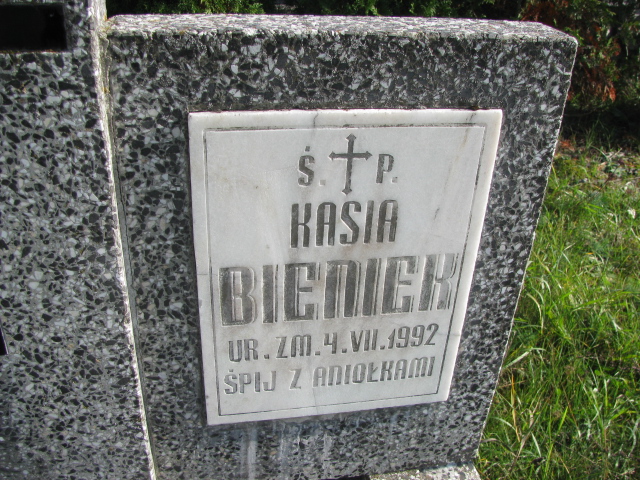 Ś. P.
KASIA
BIENIEK
UR. ZM. 4. VII. 1992
ŚPIJ Z ANIOŁKAMI